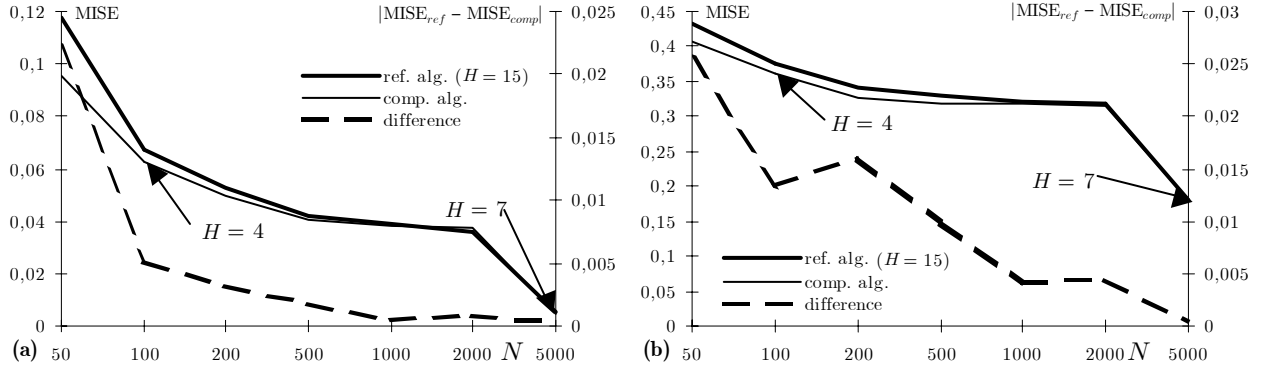 0,12 MISE |MISEref – MISEcomp| 0,025
0,1 0,02
0,08 0,015
0,06 0,01
0,04 0,005
0,02
0 0
ref. alg. (H = 15)
comp. alg.
difference
H = 4
H = 7
(a) 50 100 200 500 1000 2000 N 5000
0,45 MISE |MISEref – MISEcomp| 0,03
0,4 0,025
0,35
0,3 0,02
0,25 0,015
0,2
0,15 0,01
0,1 0,005
0,05
0 0
H = 4
H = 7
ref. alg. (H = 15)
comp. alg.
difference
(b) 50 100 200 500 1000 2000 N 5000